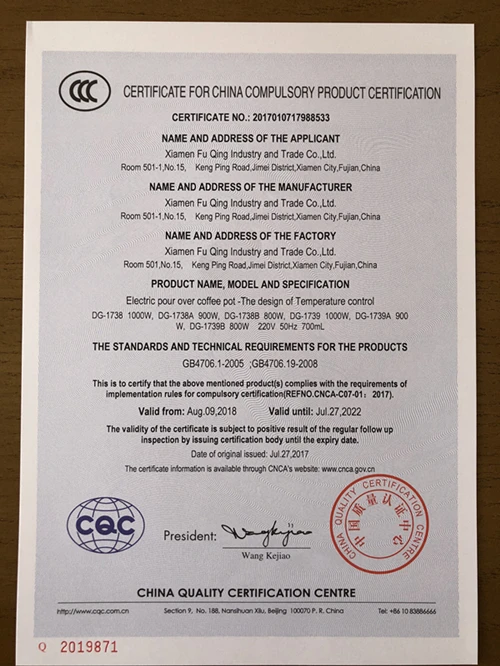 CCC
CERTIFICATE FOR CHINA COMPULSORY PRODUCT CERTIFICATION
CERTIFICATE NO.: 2017010717988533
NAME AND ADDRESS OF THE APPLICANT
Xiamen Fu Qing Industry and Trade Co.,Ltd.
Room 501-1,No.15, Keng Ping Road,Jimei District,Xiamen City,Fujian,China
NAME AND ADDRESS OF THE MANUFACTURER
Xiamen Fu Qing Industry and Trade Co.,Ltd.
Room 501-1,No.15, Keng Ping Road,Jimei District,Xiamen City,Fujian,China
NAME AND ADDRESS OF THE FACTORY
Xiamen Fu Qing Industry and Trade Co.,Ltd.
Room 501,No.15, Keng Ping Road,Jimei District,Xiamen City,Fujian,China
PRODUCT NAME, MODEL AND SPECIFICATION
Electric pour over coffee pot -The design of Temperature control
DG-1738 1000W, DG-1738A 900W, DG-1738B 800W, DG-1739 1000W, DG-1739A 900
W, DG-1739B 800W 220V 50Hz 700mL
THE STANDARDS AND TECHNICAL REQUIREMENTS FOR THE PRODUCTS
GB4706.1-2005 ;GB4706.19-2008
This is to certify that the above mentioned product(s) complies with the requirements of
implementation rules for compulsory certification(REFNO.CNCA-C07-01: 2017).
Valid from: Aug.09,2018 Valid until: Jul.27,2022
The validity of the certificate is subject to positive result of the regular follow up
inspection by issuing certification body until the expiry date.
Date of original issued: Jul.27,2017
The certificate information is available through CNCA's website: www.cnca.gov.cn
CQC
President: Wangkejiao
Wang Kejiao
CHINA QUALITY CERTIFICATION CENTRE
中国质量认证中心
CHINA QUALITY CERTIFICATION CENTRE
http://www.cqc.com.cn Section 9, No. 188, Nanshuan Xilu, Beijing 100070 P. R. China Tel: +86 10 83886666
Q 2019871